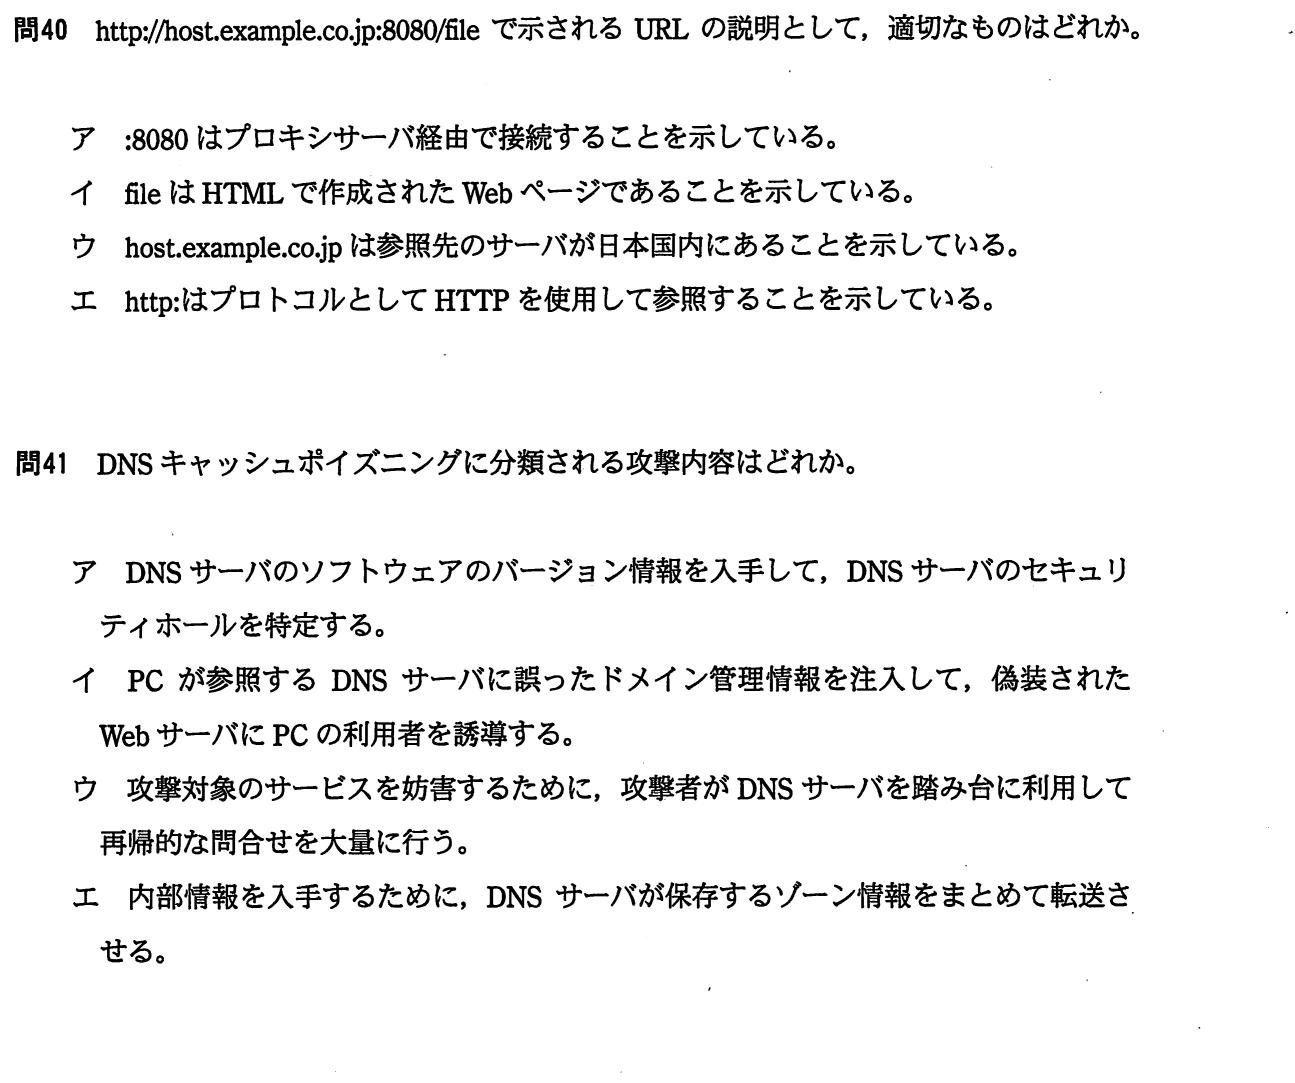 問40 http://host.example.co.jp:8080/file で示される URL の説明として，適切なものはどれか。
ア :8080 はプロキシサーバ経由で接続することを示している。
イ file は HTML で作成された Web ページであることを示している。
ウ host.example.co.jp は参照先のサーバが日本国内にあることを示している。
エ http:はプロトコルとして HTTP を使用して参照することを示している。
問41 DNS キャッシュポイズニングに分類される攻撃内容はどれか。
ア DNS サーバのソフトウェアのバージョン情報を入手して，DNS サーバのセキュリ
ティホールを特定する。
イ PC が参照する DNS サーバに誤ったドメイン管理情報を注入して，偽装された
Web サーバに PC の利用者を誘導する。
ウ 攻撃対象のサービスを妨害するために，攻撃者が DNS サーバを踏み台に利用して
再帰的な問合せを大量に行う。
エ 内部情報を入手するために，DNS サーバが保存するゾーン情報をまとめて転送さ
せる。